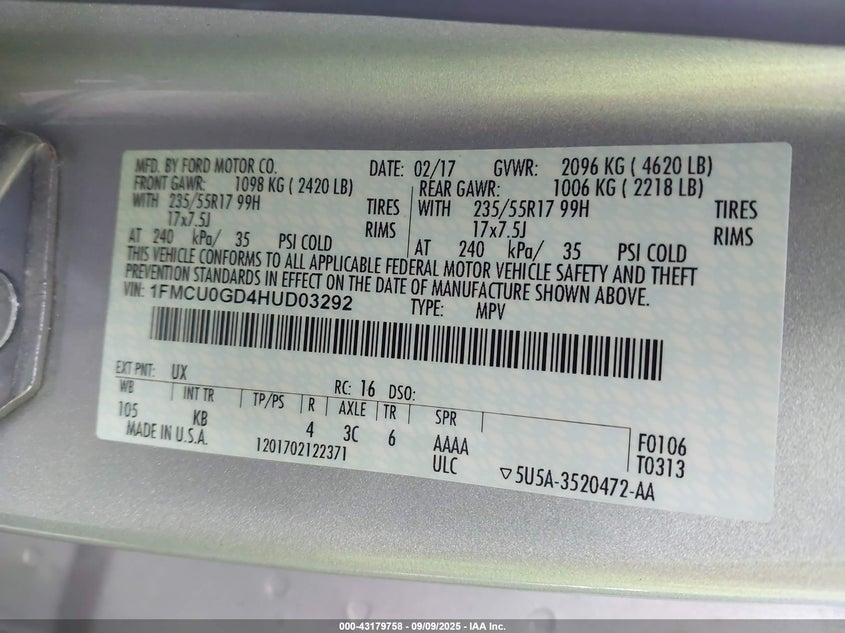 MFD. BY FORD MOTOR CO. DATE: 02/17 GVWR: 2096 KG ( 4620 LB)
FRONT GAWR: 1098 KG ( 2420 LB) REAR GAWR: 1006 KG ( 2218 LB)
WITH 235/55R17 99H TIRES WITH 235/55R17 99H TIRES
17x7.5J RIMS 17x7.5J RIMS
AT 240 kPa/ 35 PSI COLD AT 240 kPa/ 35 PSI COLD
THIS VEHICLE CONFORMS TO ALL APPLICABLE FEDERAL MOTOR VEHICLE SAFETY AND THEFT
PREVENTION STANDARDS IN EFFECT ON THE DATE OF MANUFACTURE SHOWN ABOVE.
VIN: 1FMCU0GD4HUD03292 TYPE: MPV
EXT PNT: UX RC: 16 DSO:
WB INT TR TP/PS R AXLE TR SPR
105 KB 4 3C 6 AAAA F0106
MADE IN U.S.A. 1201702122371 ULC T0313
▽5U5A-3520472-AA
000-43179758 - 09/09/2025 - IAA Inc.